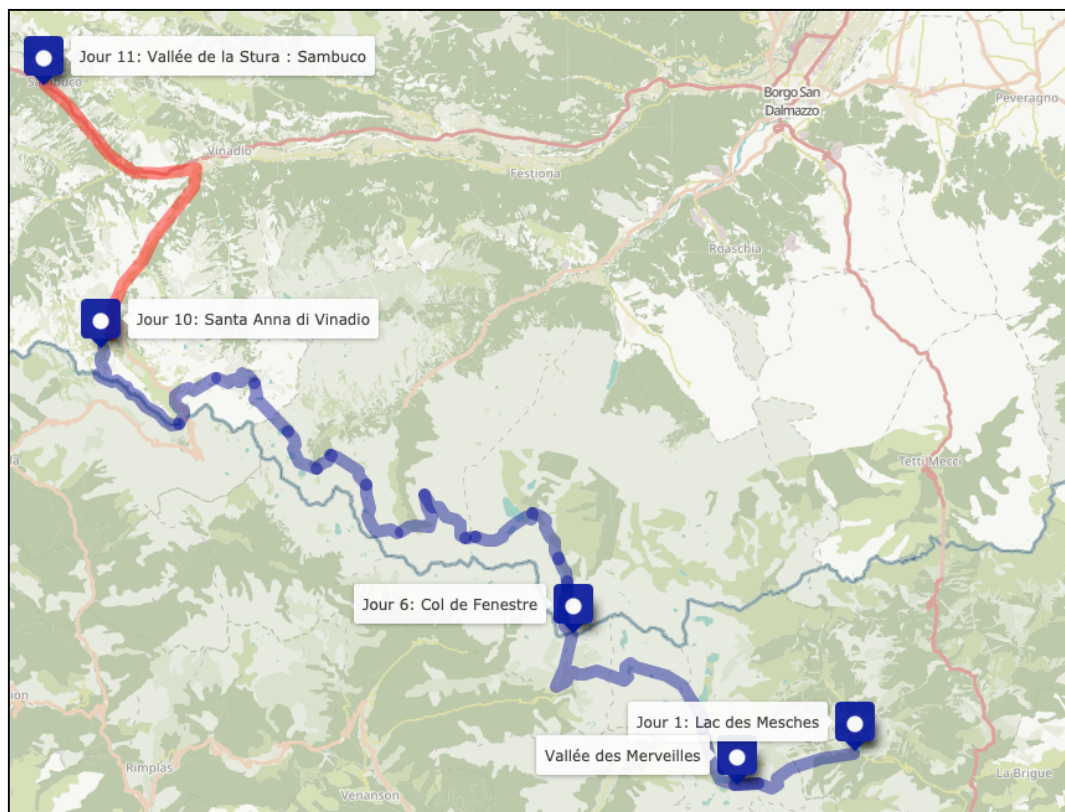 Jour 11: Vallée de la Stura : Sambuco
Sambuco
Borgo San
Dalmazzo
Peveragno
Vinadio
Festiona
Roaschia
Jour 10: Santa Anna di Vinadio
Tetti Mecci
Jour 6: Col de Fenestre
Jour 1: Lac des Mesches
Vallée des Merveilles
Rimplas
La Brigue
Venanson